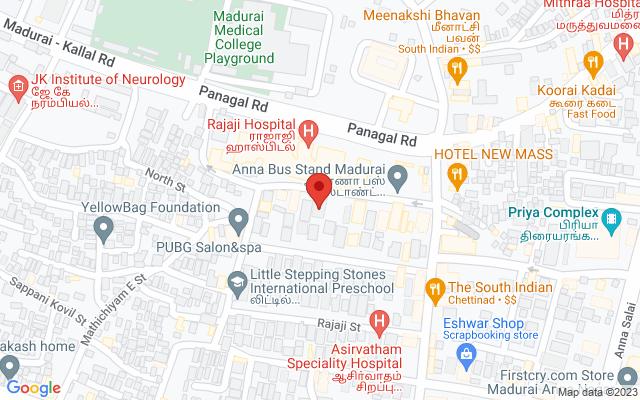 Madurai
Medical
College
Playground
Meenakshi Bhavan
மீனாட்சி
பவன்
South Indian • $$
Mithraa Hospita
மித்ர
மருத்துவமனை
Madurai - Kallal Rd
JK Institute of Neurology
ஜே கே
நரம்பியல்...
Panagal Rd
Koorai Kadai
கூரை கடை
Fast Food
Rajaji Hospital
ராஜாஜி
ஹாஸ்பிடல்
Panagal Rd
HOTEL NEW MASS
Anna Bus Stand Madurai
North St
YellowBag Foundation
Priya Complex
பிரியா
திரையரங்க...
PUBG Salon&spa
Little Stepping Stones
International Preschool
லிட்டில்...
The South Indian
Chettinad • $$
Sappani Kovil St
Mathichiyam E St
Rajaji St
Eshwar Shop
Scrapbooking store
Anna Salai
Asirvatham
Speciality Hospital
ஆசிர்வாதம்
சிறப்பு...
akash home
Firstcry.com Store
Madurai An
Google
Map data ©2023